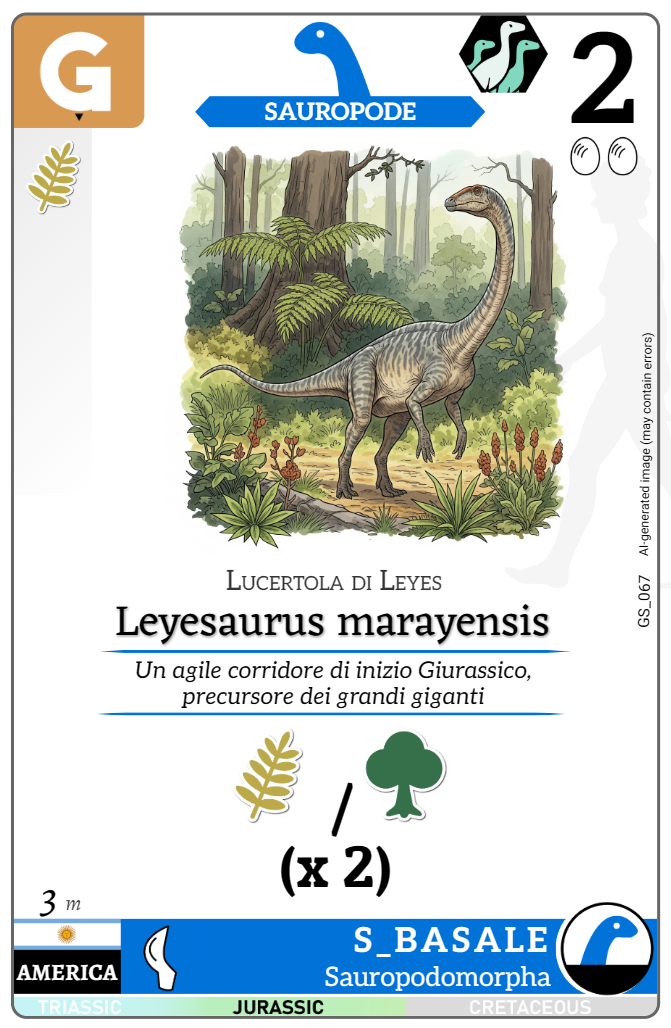 G
SAUROPODE
2
AI-generated image (may contain errors)
GS_067
Lucertola di Leyes
Leyesaurus marayensis
Un agile corridore di inizio Giurassico,
precursore dei grandi giganti
/
(x 2)
3 m
AMERICA
S_BASALE
Sauropodomorpha
TRIASSIC
JURASSIC
CRETACEOUS